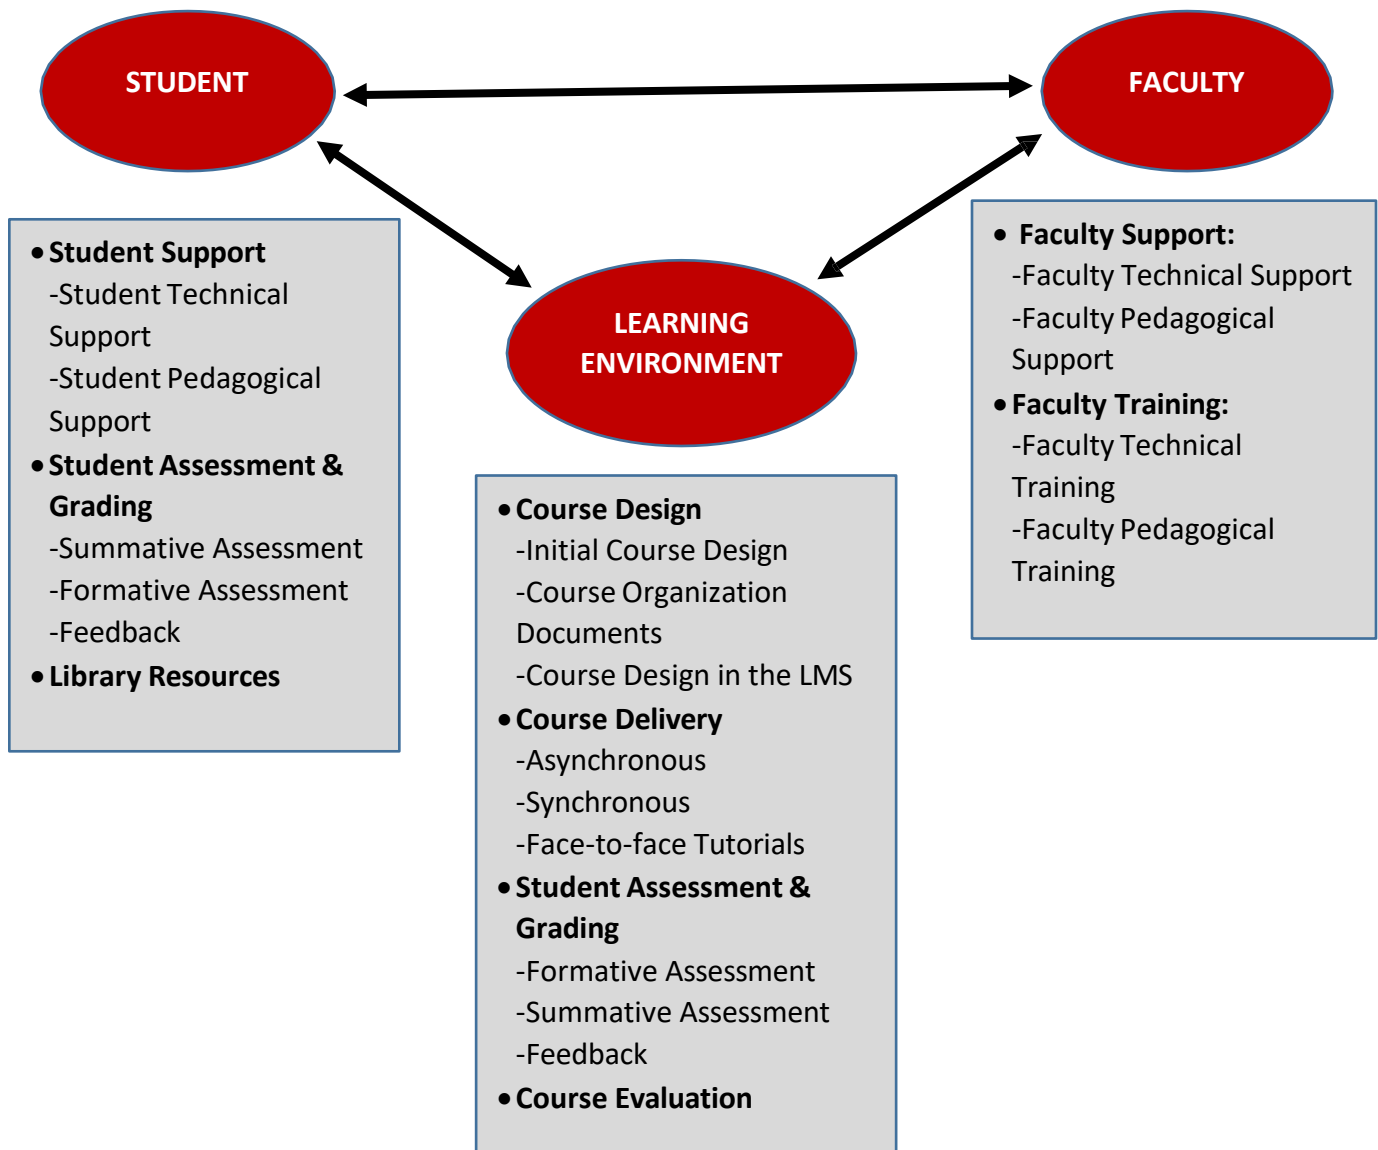 STUDENT
FACULTY
LEARNING
ENVIRONMENT
• Student Support
-Student Technical
Support
-Student Pedagogical
Support
• Student Assessment &
Grading
-Summative Assessment
-Formative Assessment
-Feedback
• Library Resources
• Course Design
-Initial Course Design
-Course Organization
Documents
-Course Design in the LMS
• Course Delivery
-Asynchronous
-Synchronous
-Face-to-face Tutorials
• Student Assessment &
Grading
-Formative Assessment
-Summative Assessment
-Feedback
• Course Evaluation
• Faculty Support:
-Faculty Technical Support
-Faculty Pedagogical
Support
• Faculty Training:
-Faculty Technical
Training
-Faculty Pedagogical
Training